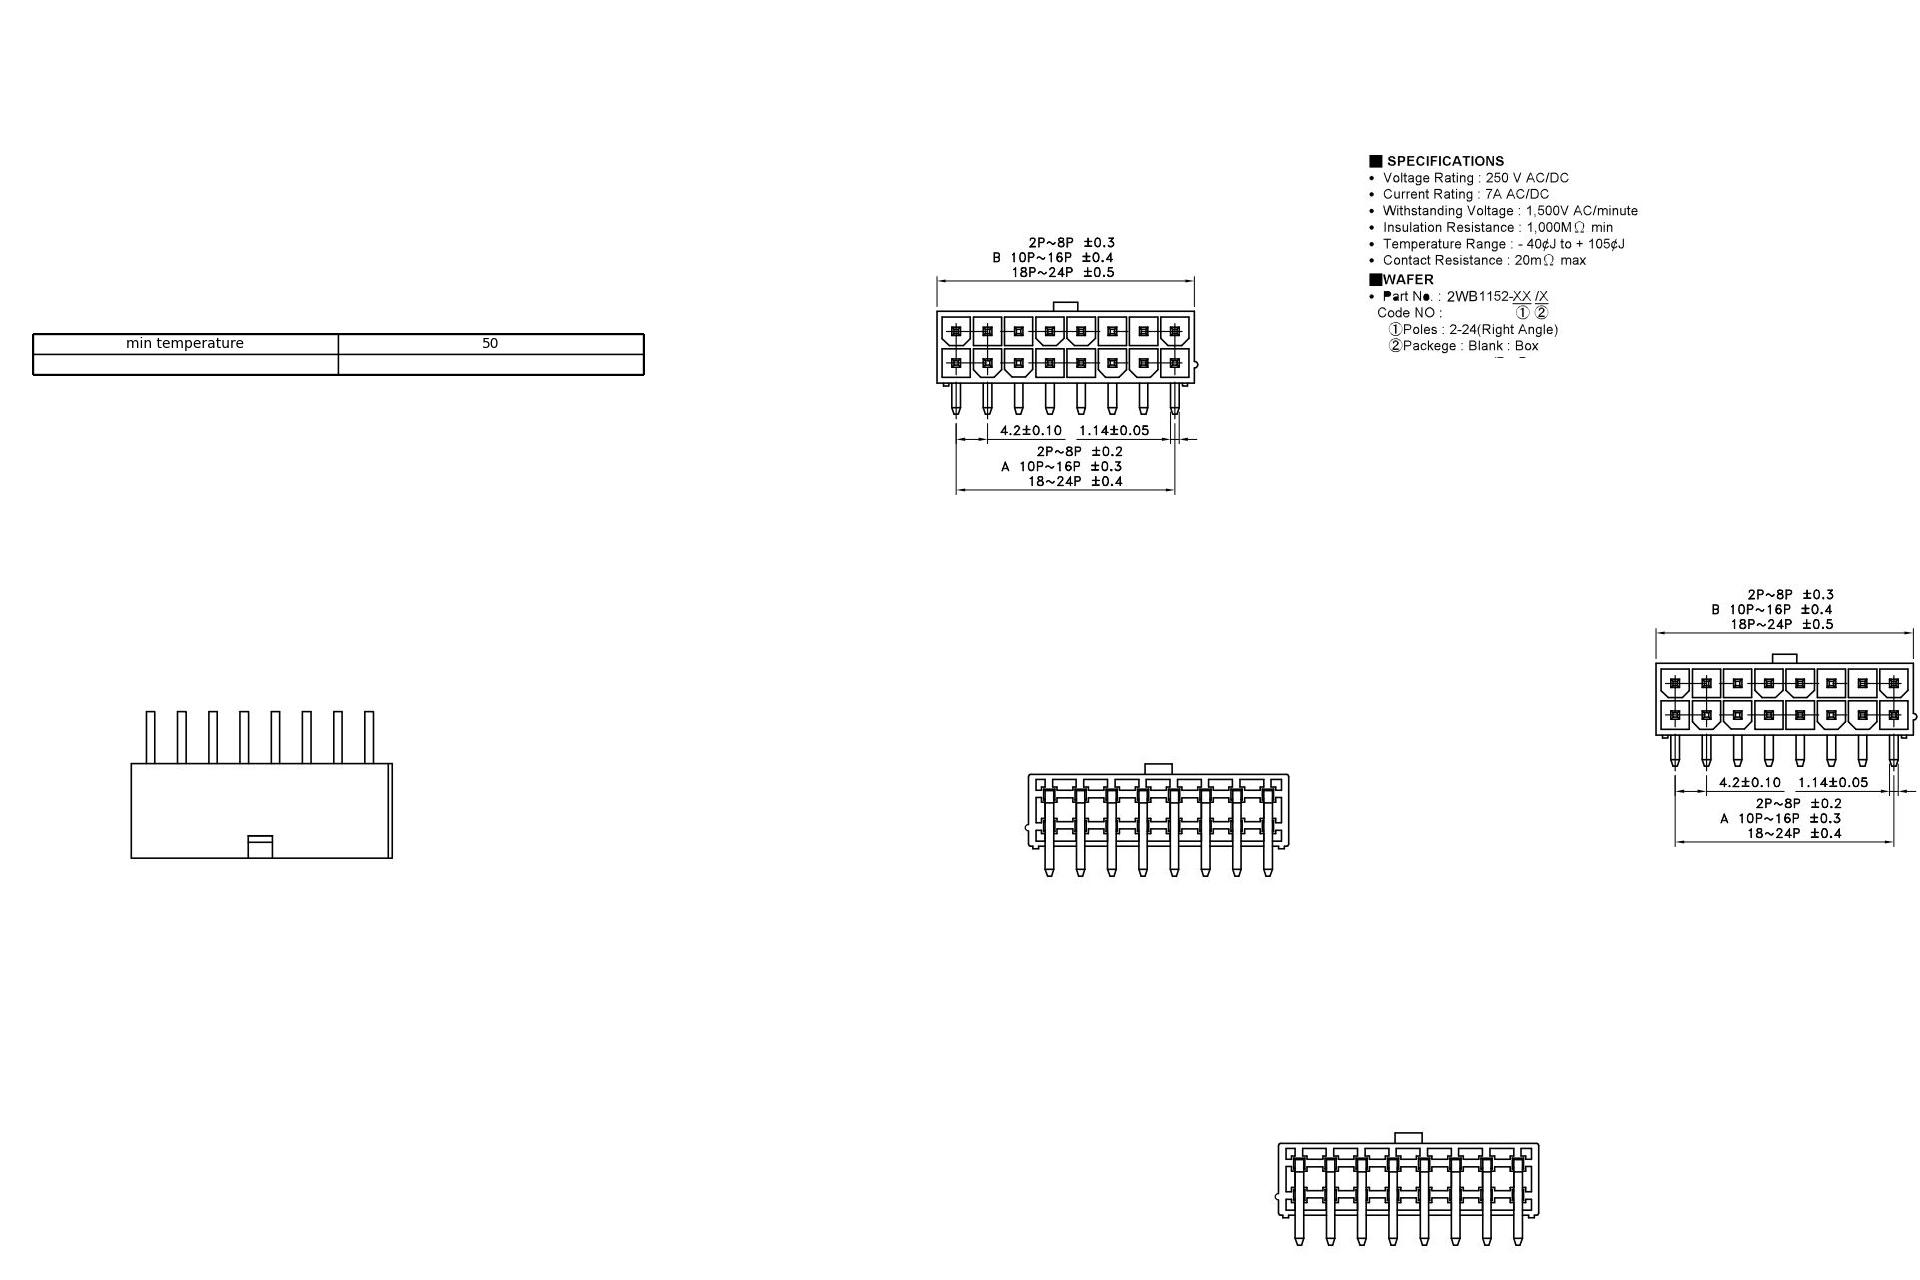 ■ SPECIFICATIONS
• Voltage Rating : 250 V AC/DC
• Current Rating : 7A AC/DC
• Withstanding Voltage : 1,500V AC/minute
• Insulation Resistance : 1,000MΩ min
• Temperature Range : - 40¢J to + 105¢J
• Contact Resistance : 20mΩ max
■WAFER
• Part No. : 2WB1152-XX /X
Code NO : ① ②
①Poles : 2-24(Right Angle)
②Packege : Blank : Box
2P~8P ±0.3
B 10P~16P ±0.4
18P~24P ±0.5
4.2±0.10 1.14±0.05
2P~8P ±0.2
A 10P~16P ±0.3
18~24P ±0.4
min temperature 50
2P~8P ±0.3
B 10P~16P ±0.4
18P~24P ±0.5
4.2±0.10 1.14±0.05
2P~8P ±0.2
A 10P~16P ±0.3
18~24P ±0.4